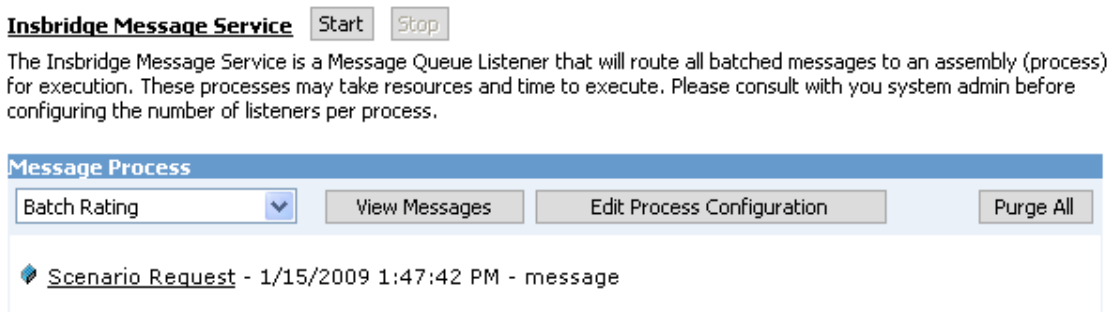 Insbridge Message Service Start Stop
The Insbridge Message Service is a Message Queue Listener that will route all batched messages to an assembly (process)
for execution. These processes may take resources and time to execute. Please consult with you system admin before
configuring the number of listeners per process.
Message Process
Batch Rating View Messages Edit Process Configuration Purge All
Scenario Request - 1/15/2009 1:47:42 PM - message